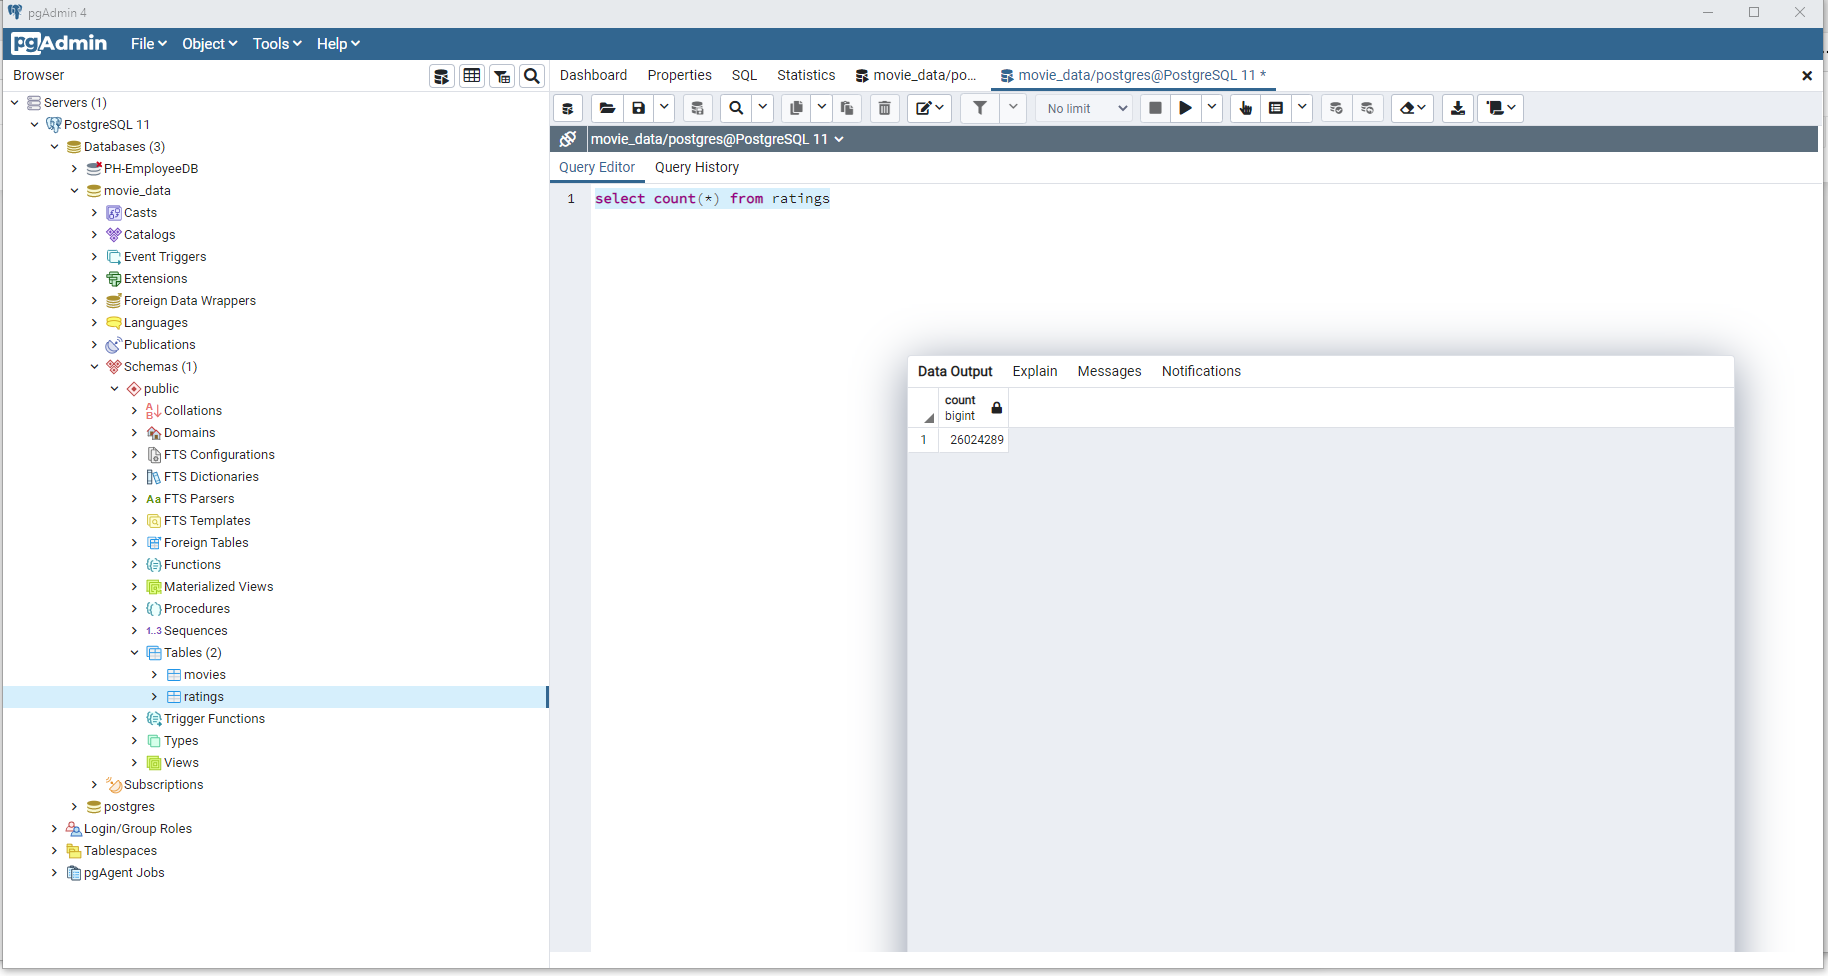 pgAdmin 4
pgAdmin File Object Tools Help
Browser
Dashboard Properties SQL Statistics movie_data/po... movie_data/postgres@PostgreSQL 11 *
No limit
movie_data/postgres@PostgreSQL 11
Query Editor Query History
1 select count(*) from ratings
Servers (1)
PostgreSQL 11
Databases (3)
PH-EmployeeDB
movie_data
Casts
Catalogs
Event Triggers
Extensions
Foreign Data Wrappers
Languages
Publications
Schemas (1)
public
Collations
Domains
FTS Configurations
FTS Dictionaries
Aa FTS Parsers
FTS Templates
Foreign Tables
Functions
Materialized Views
Procedures
1..3 Sequences
Tables (2)
movies
ratings
Trigger Functions
Types
Views
Subscriptions
postgres
Login/Group Roles
Tablespaces
pgAgent Jobs
Data Output Explain Messages Notifications
count
bigint
1 26024289